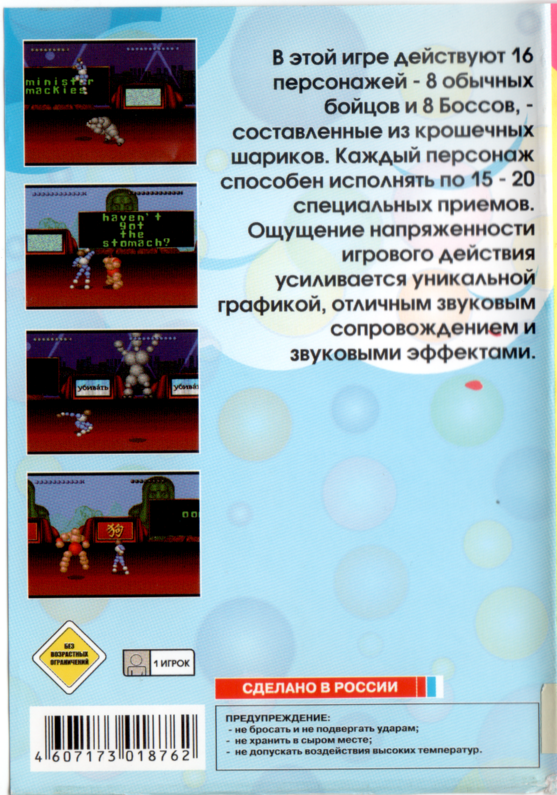 minister
mackies
haven't
got
the
stomach?
убивать
狗
В этой игре действуют 16
персонажей - 8 обычных
бойцов и 8 Боссов, -
составленные из крошечных
шариков. Каждый персонаж
способен исполнять по 15 - 20
специальных приемов.
Ощущение напряженности
игрового действия
усиливается уникальной
графикой, отличным звуковым
сопровождением и
звуковыми эффектами.
БЕЗ
ВОЗРАСТНЫХ
ОГРАНИЧЕНИЙ
1 ИГРОК
СДЕЛАНО В РОССИИ
ПРЕДУПРЕЖДЕНИЕ:
- не бросать и не подвергать ударам;
- не хранить в сыром месте;
- не допускать воздействия высоких температур.
4 607173 018762